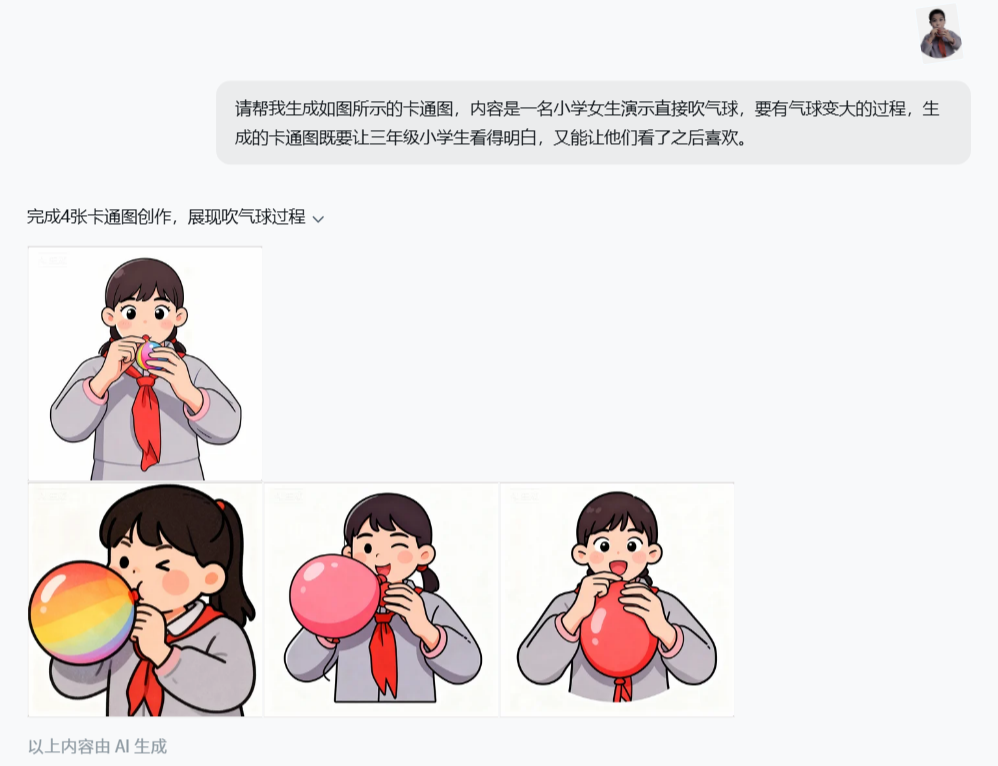 请帮我生成如图所示的卡通图，内容是一名小学女生演示直接吹气球，要有气球变大的过程，生
成的卡通图既要让三年级小学生看得明白，又能让他们看了之后喜欢。
完成4张卡通图创作，展现吹气球过程
以上内容由 AI 生成